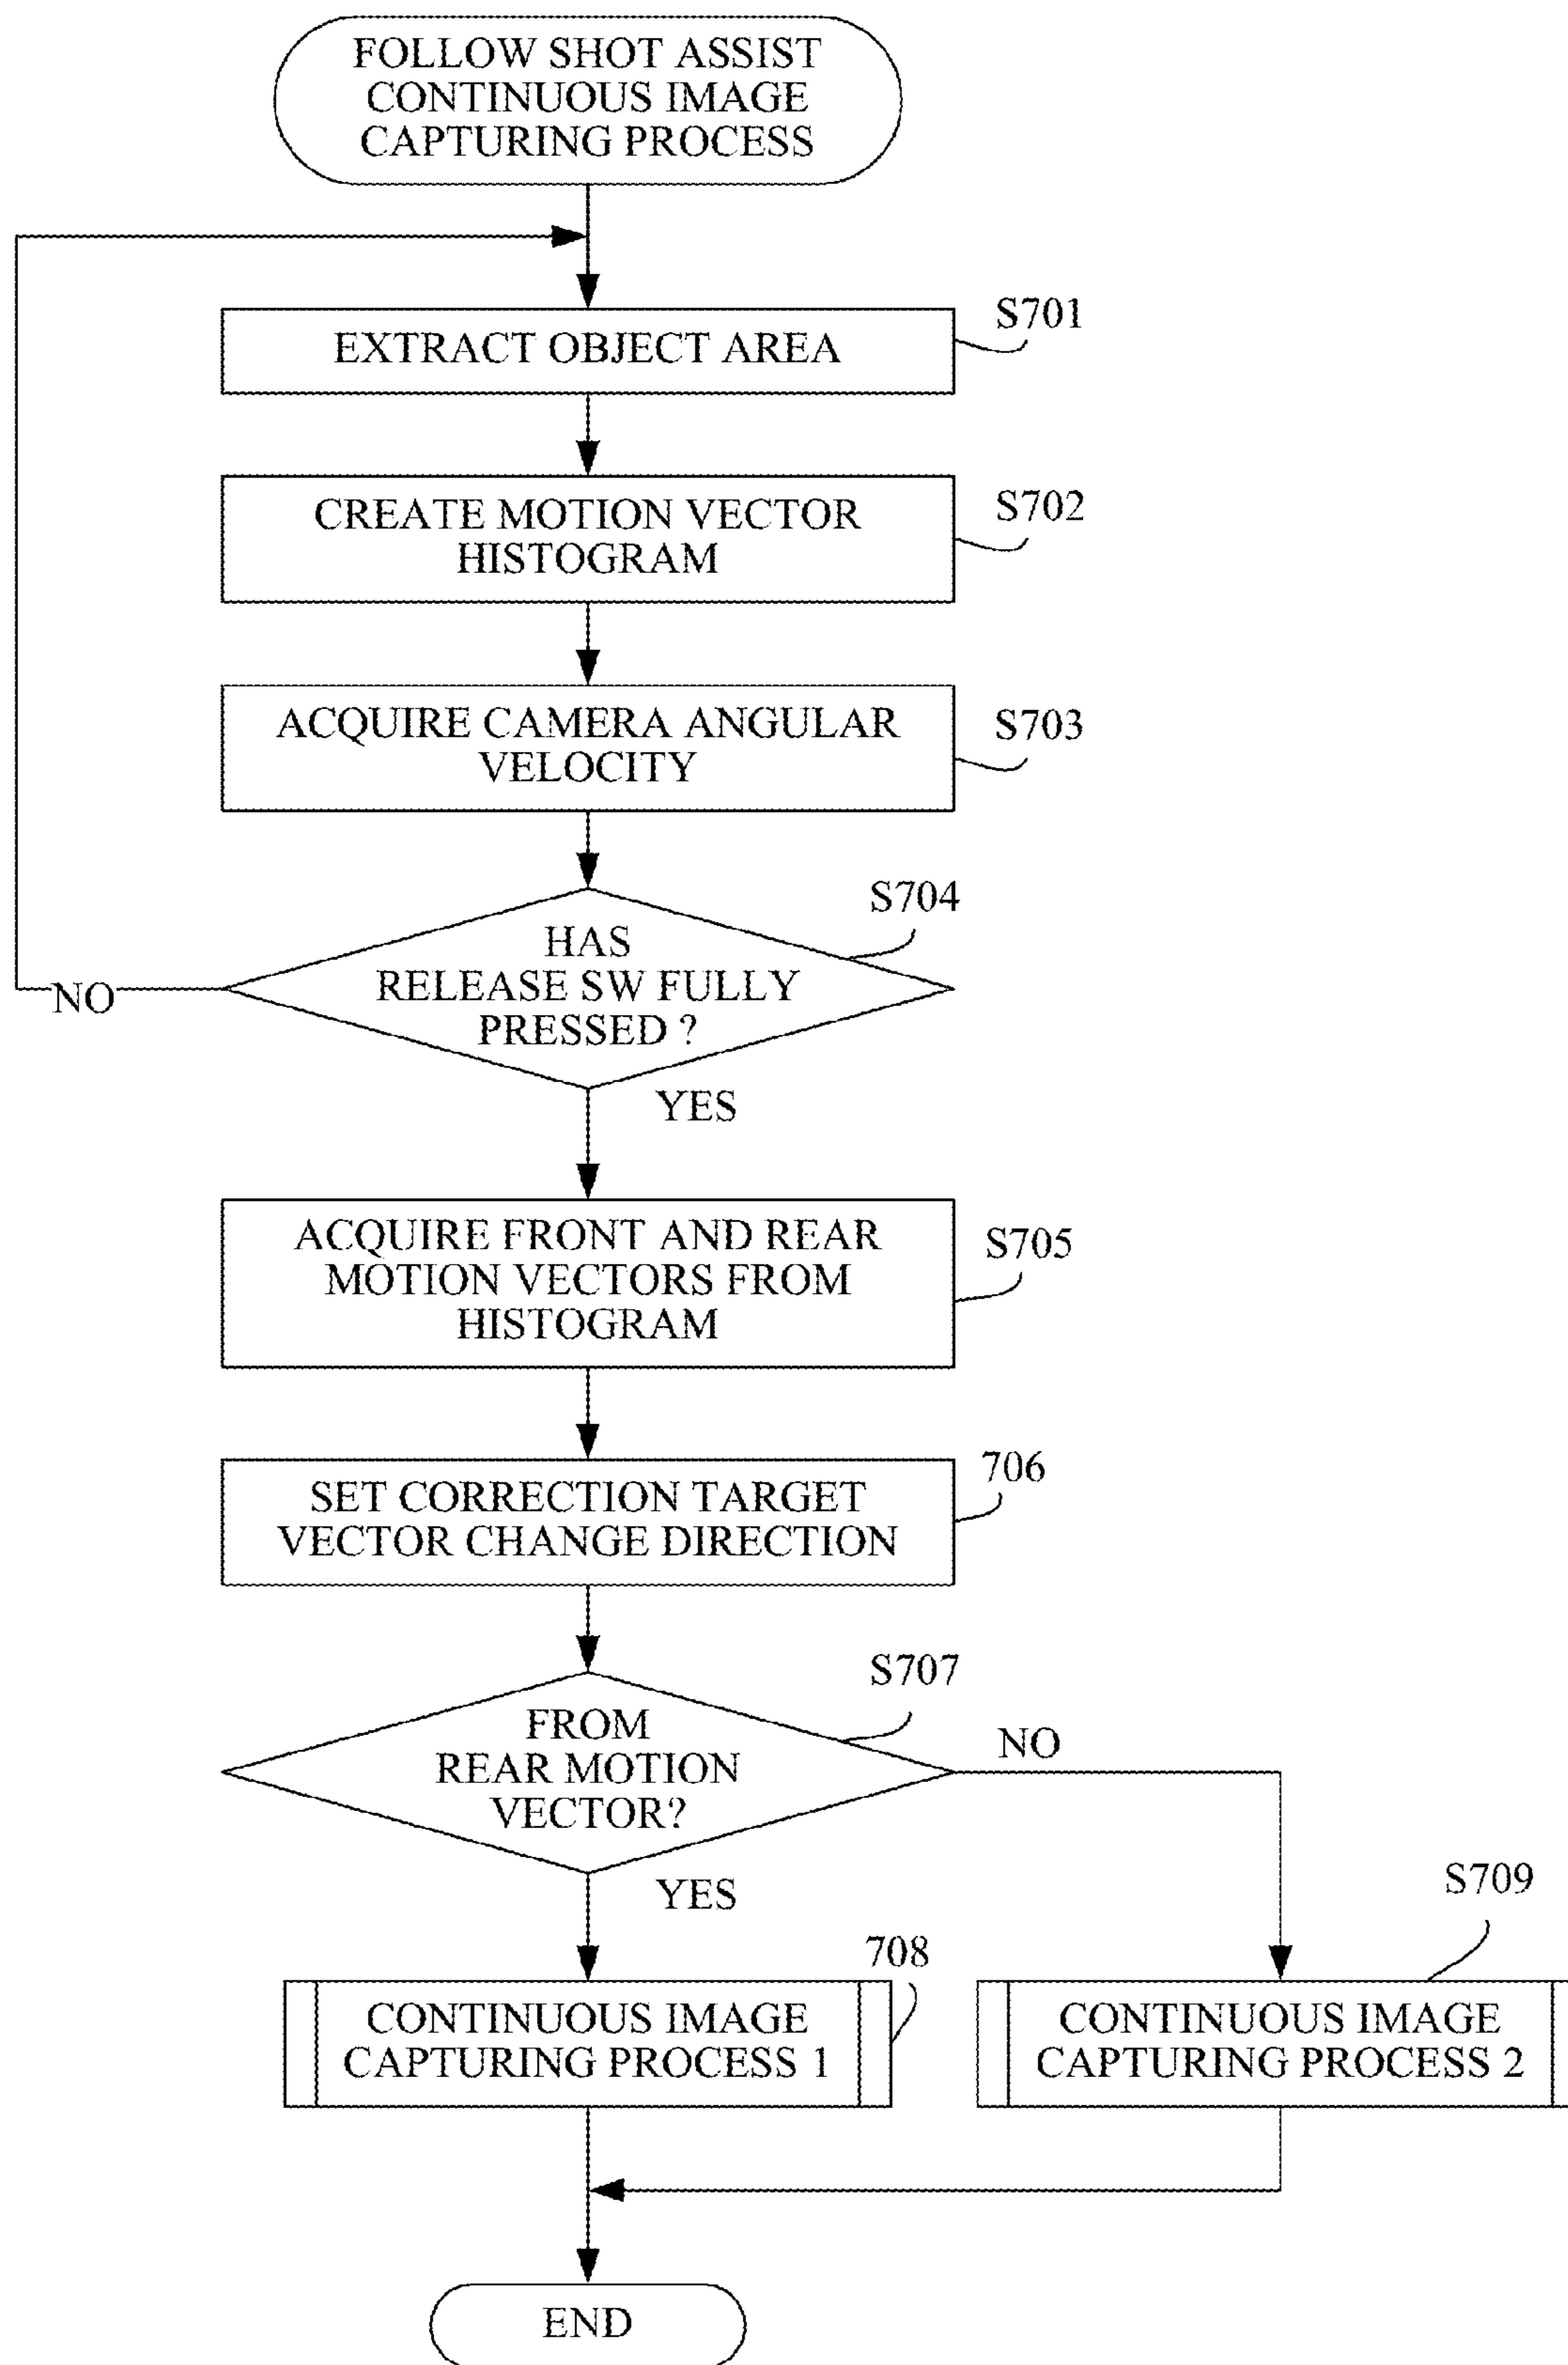 FOLLOW SHOT ASSIST
CONTINUOUS IMAGE
CAPTURING PROCESS
S701
EXTRACT OBJECT AREA
S702
CREATE MOTION VECTOR
HISTOGRAM
S703
ACQUIRE CAMERA ANGULAR
VELOCITY
S704
HAS
RELEASE SW FULLY
PRESSED ?
NO
YES
S705
ACQUIRE FRONT AND REAR
MOTION VECTORS FROM
HISTOGRAM
706
SET CORRECTION TARGET
VECTOR CHANGE DIRECTION
S707
FROM
REAR MOTION
VECTOR?
NO
YES
S709
708
CONTINUOUS IMAGE
CAPTURING PROCESS 1
CONTINUOUS IMAGE
CAPTURING PROCESS 2
END